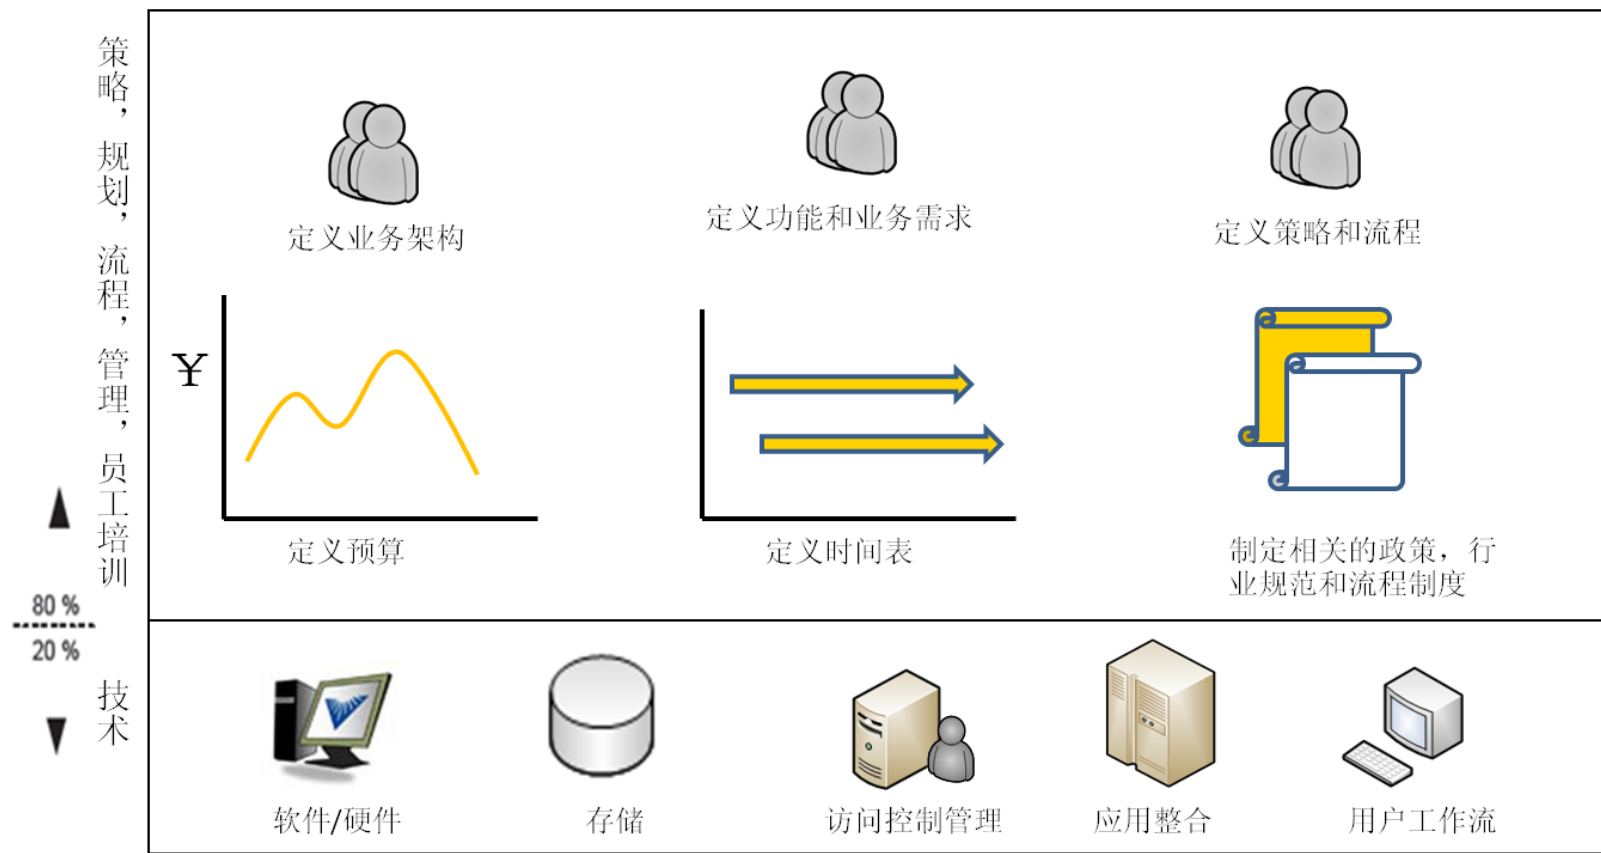 策略，规划，流程，管理，员工培训
定义业务架构
定义功能和业务需求
定义策略和流程
¥
定义预算
定义时间表
制定相关的政策，行
业规范和流程制度
80 %
20 %
技术
软件/硬件
存储
访问控制管理
应用整合
用户工作流